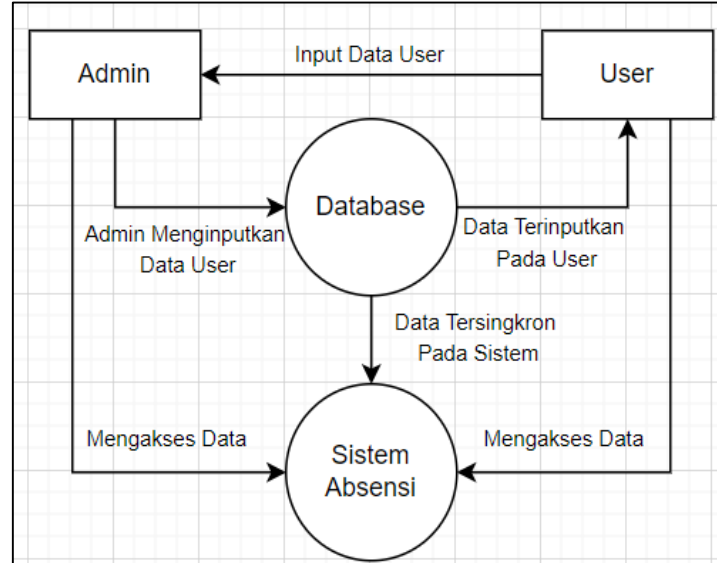 Admin
Input Data User
User
Database
Admin Menginputkan
Data User
Data Terinputkan
Pada User
Data Tersingkron
Pada Sistem
Mengakses Data
Sistem
Absensi
Mengakses Data